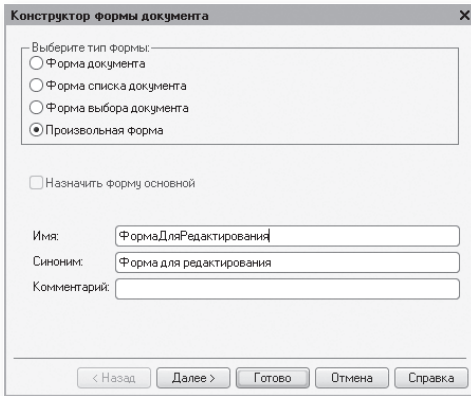 Конструктор формы документа
Выберите тип формы:
Форма документа
Форма списка документа
Форма выбора документа
Произвольная форма
Назначить форму основной
Имя: ФормаДляРедактирования
Синоним: Форма для редактирования
Комментарий:
< Назад Далее > Готово Отмена Справка